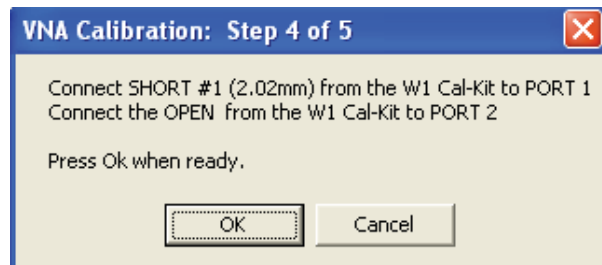 VNA Calibration: Step 4 of 5
Connect SHORT #1 (2.02mm) from the W1 Cal-Kit to PORT 1
Connect the OPEN from the W1 Cal-Kit to PORT 2
Press Ok when ready.
OK
Cancel